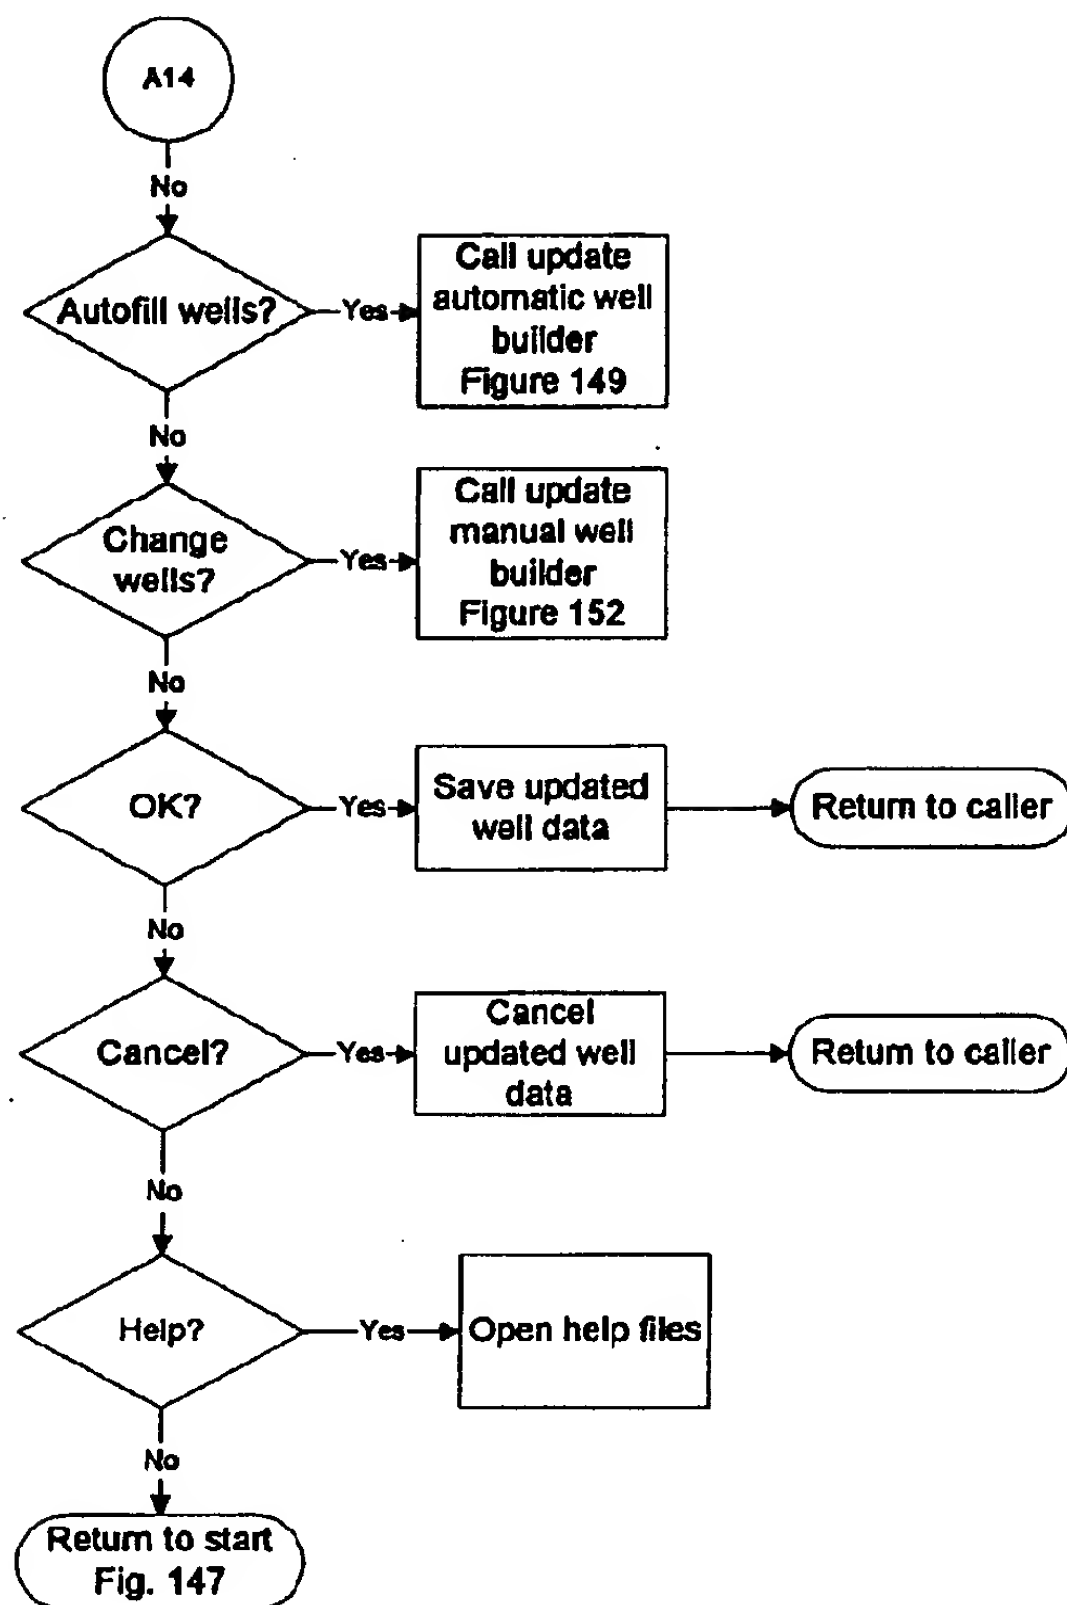 A14
No
Autofill wells?
Yes
Call update
automatic well
builder
Figure 149
No
Change
wells?
Yes
Call update
manual well
builder
Figure 152
No
OK?
Yes
Save updated
well data
Return to caller
No
Cancel?
Yes
Cancel
updated well
data
Return to caller
No
Help?
Yes
Open help files
No
Return to start
Fig. 147